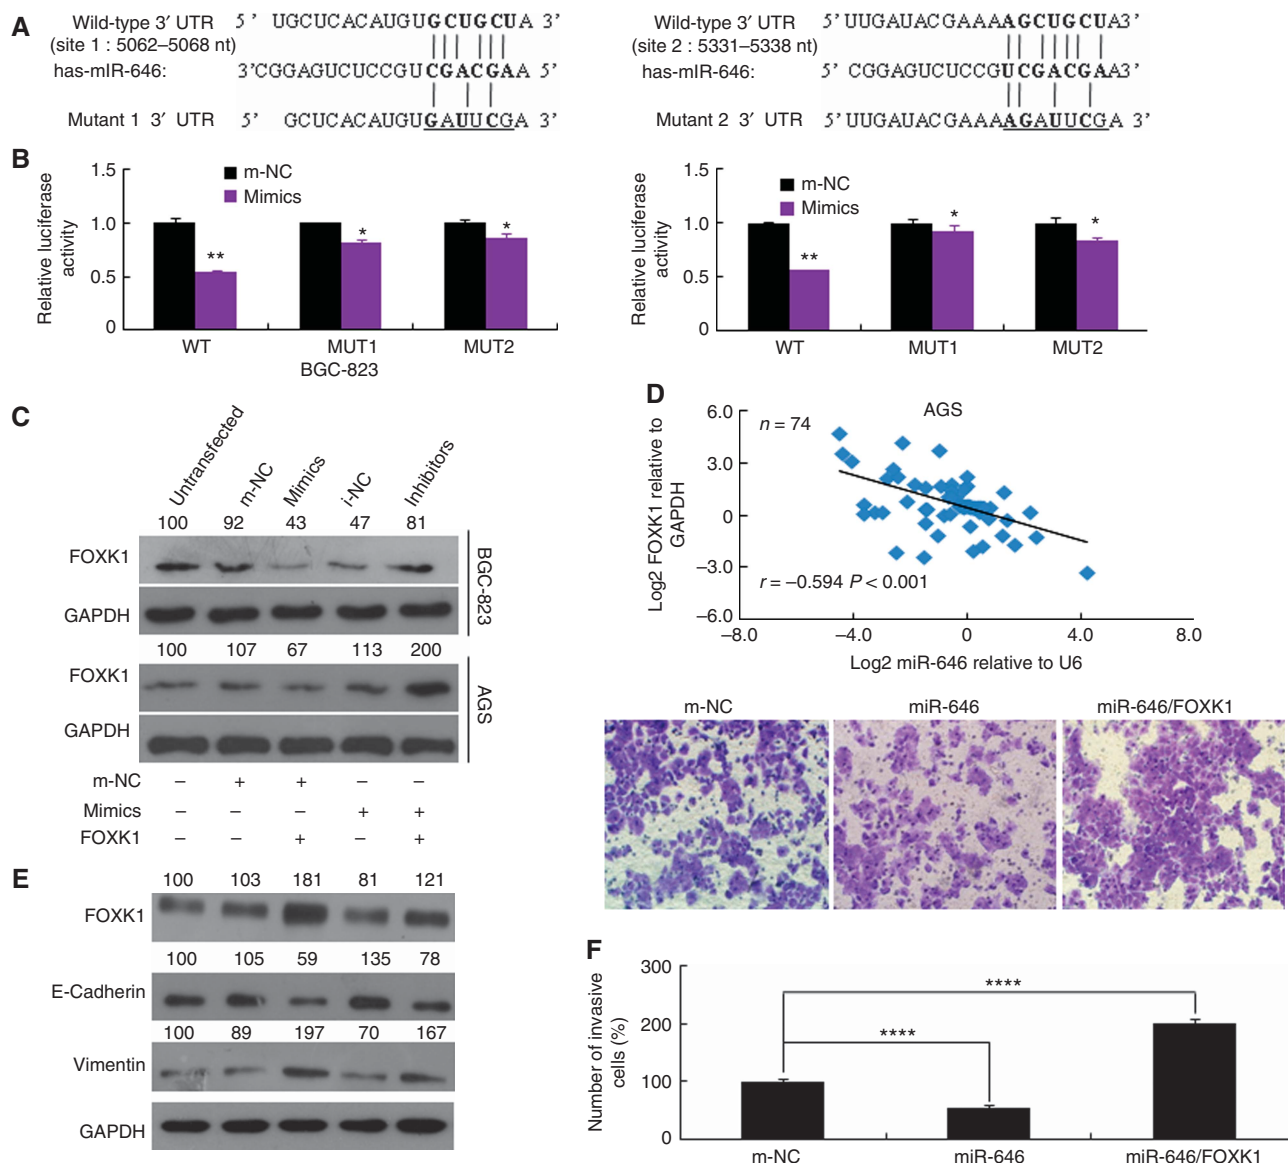 A
Wild-type 3′ UTR 5’ UGCUCACAUGUGCUGCUA 3’
(site 1 : 5062–5068 nt)
has-mIR-646: 3’CGGAGUCUCCGUCGACGAA 5’
Mutant 1 3′ UTR 5’ GCUCACAUGUGAUUCGA 3’
Wild-type 3′ UTR 5’UUGAUACGAAAAGCUGCUA3’
(site 2 : 5331–5338 nt)
has-miR-646: 5’ CGGAGUCUCCGUCGACGAA3’
Mutant 2 3′ UTR 5’UUGAUACGAAAAGAUUCGA 3’
B
Relative luciferase
activity
1.5
1.0
0.5
0
m-NC
Mimics
**
*
*
WT
MUT1
MUT2
BGC-823
Relative luciferase
activity
1.5
1.0
0.5
0
m-NC
Mimics
**
*
*
WT
MUT1
MUT2
C
Untransfected
m-NC
Mimics
i-NC
Inhibitors
100 92 43 47 81
FOXK1
GAPDH
BGC-823
100 107 67 113 200
FOXK1
GAPDH
AGS
m-NC – + + – –
Mimics – – – + +
FOXK1 – – + – +
D
AGS
n = 74
Log2 FOXK1 relative to
GAPDH
6.0
3.0
0
–3.0
–6.0
r = –0.594 P < 0.001
–8.0 –4.0 0 4.0 8.0
Log2 miR-646 relative to U6
m-NC
miR-646
miR-646/FOXK1
E
100 103 181 81 121
FOXK1
100 105 59 135 78
E-Cadherin
100 89 197 70 167
Vimentin
GAPDH
F
Number of invasive
cells (%)
300
200
100
0
****
****
m-NC
miR-646
miR-646/FOXK1